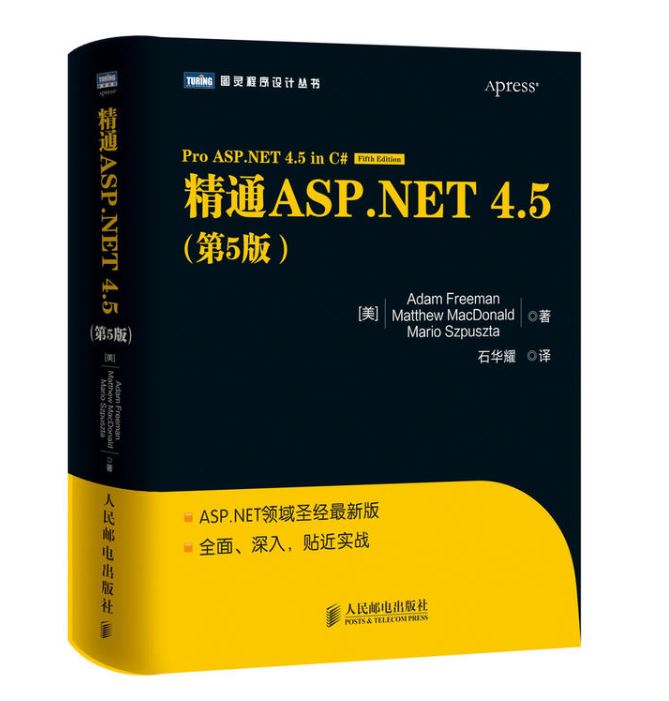 TURING 图灵程序设计丛书
Apress®
Pro ASP.NET 4.5 in C# Fifth Edition
精通ASP.NET 4.5
(第5版)
[美]
Adam Freeman
Matthew MacDonald
Mario Szpuszta
◎著
石华耀 ◎译
ASP.NET领域圣经最新版
全面、深入，贴近实战
人民邮电出版社
POSTS & TELECOM PRESS
TURING
精通ASP.NET 4.5
(第5版)
[美]
Adam Freeman
Matthew MacDonald
Mario Szpuszta
◎著
人民邮电出版社